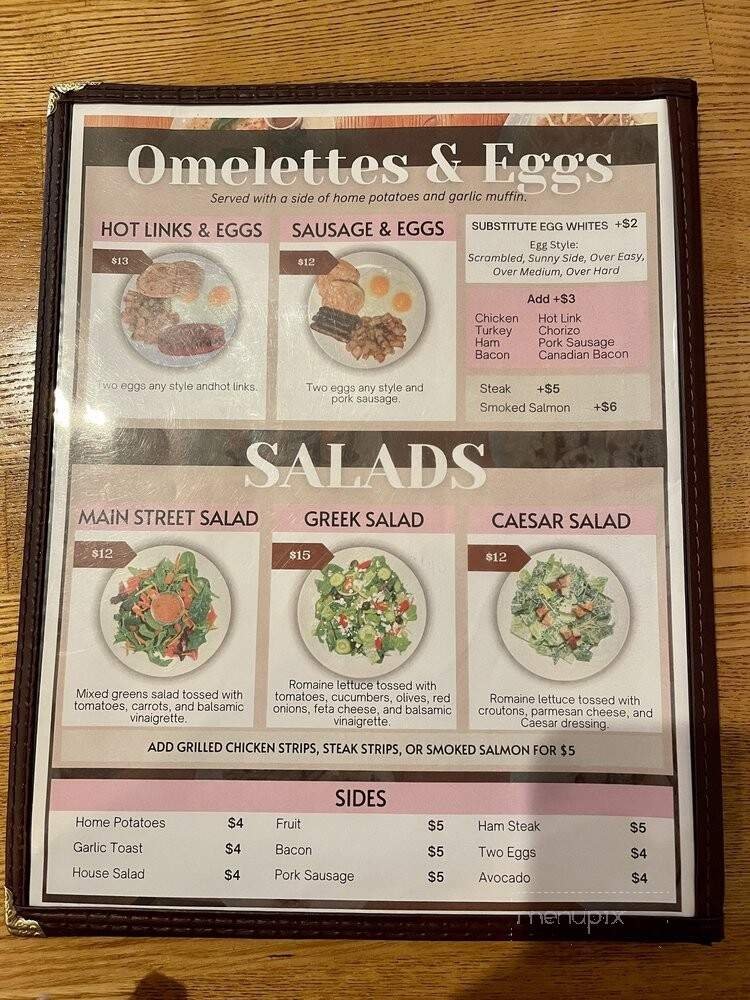 Omelettes & Eggs
Served with a side of home potatoes and garlic muffin.
HOT LINKS & EGGS
$13
Two eggs any style andhot links.
SAUSAGE & EGGS
$12
Two eggs any style and
pork sausage.
SUBSTITUTE EGG WHITES +$2
Egg Style:
Scrambled, Sunny Side, Over Easy,
Over Medium, Over Hard
Add +$3
Chicken Hot Link
Turkey Chorizo
Ham Pork Sausage
Bacon Canadian Bacon
Steak +$5
Smoked Salmon +$6
SALADS
MAIN STREET SALAD
$12
Mixed greens salad tossed with
tomatoes, carrots, and balsamic
vinaigrette.
GREEK SALAD
$15
Romaine lettuce tossed with
tomatoes, cucumbers, olives, red
onions, feta cheese, and balsamic
vinaigrette.
CAESAR SALAD
$12
Romaine lettuce tossed with
croutons, parmesan cheese, and
Caesar dressing.
ADD GRILLED CHICKEN STRIPS, STEAK STRIPS, OR SMOKED SALMON FOR $5
SIDES
Home Potatoes $4 Fruit $5 Ham Steak $5
Garlic Toast $4 Bacon $5 Two Eggs $4
House Salad $4 Pork Sausage $5 Avocado $4
menupix